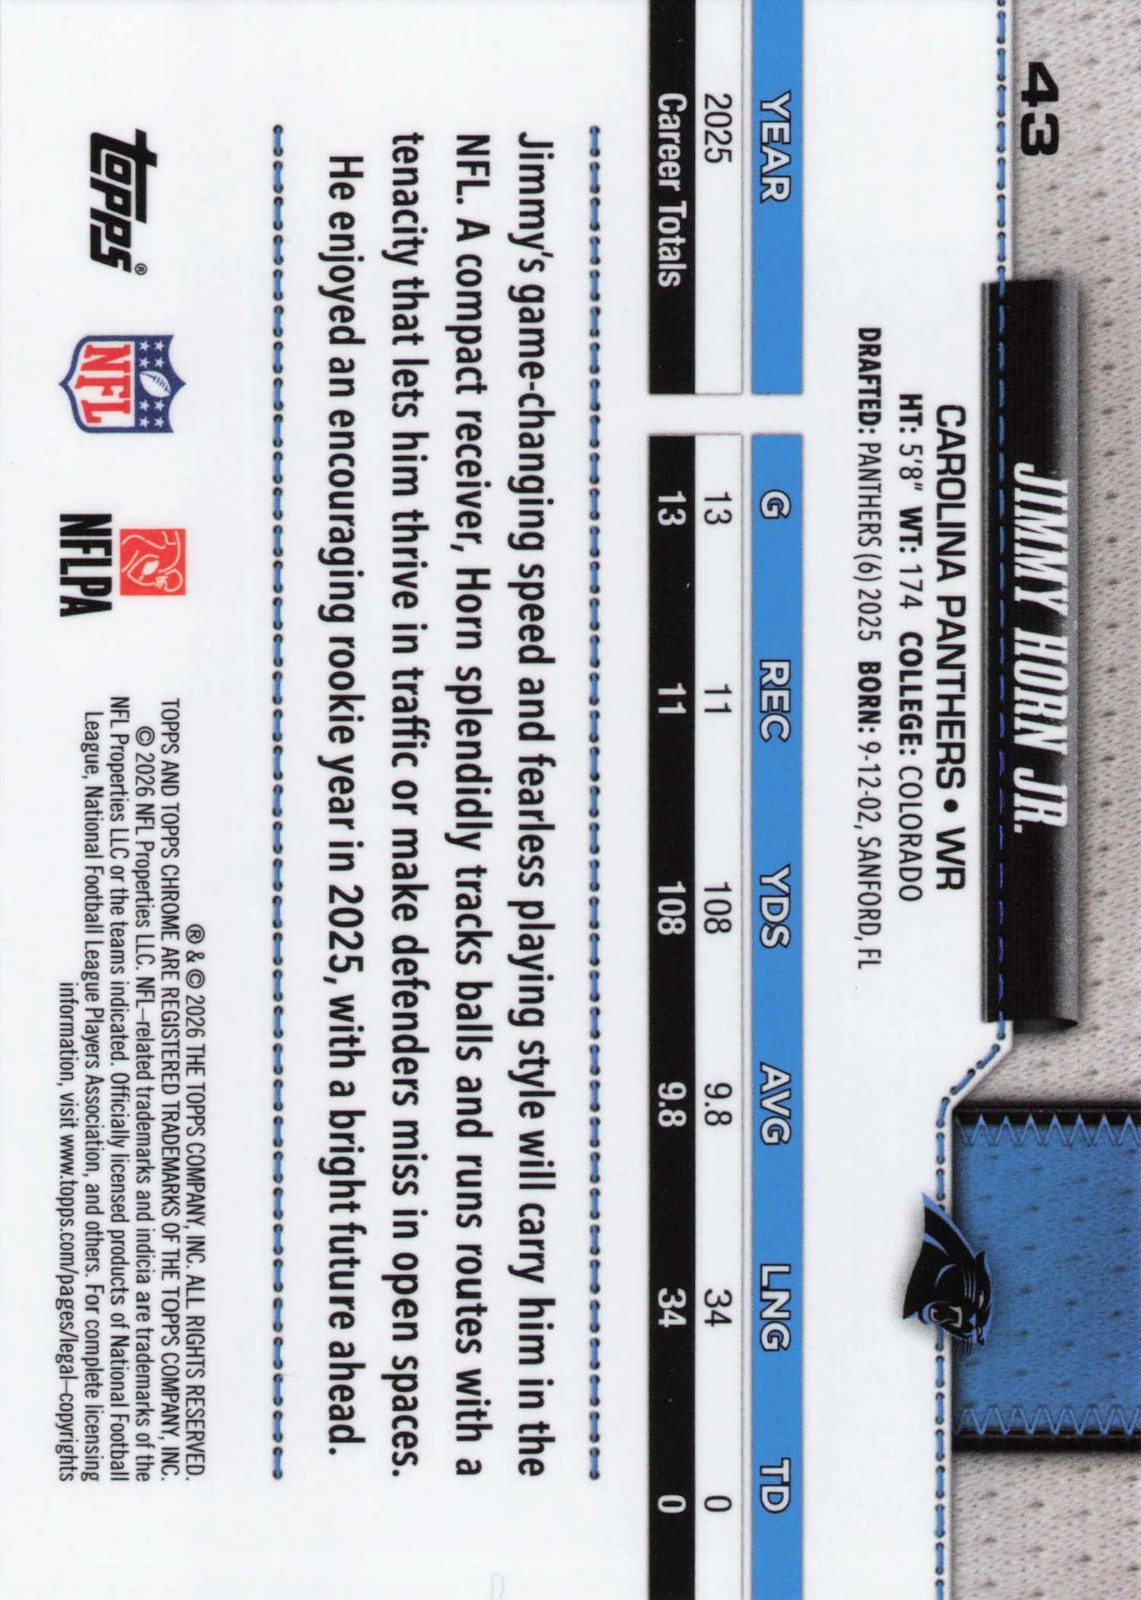 43
JIMMY HORN JR.
CAROLINA PANTHERS • WR
HT: 5'8" WT: 174 COLLEGE: COLORADO
DRAFTED: PANTHERS (6) 2025 BORN: 9-12-02, SANFORD, FL
YEAR G REC YDS AVG LNG TD
2025 13 11 108 9.8 34 0
Career Totals 13 11 108 9.8 34 0
Jimmy's game-changing speed and fearless playing style will carry him in the
NFL. A compact receiver, Horn splendidly tracks balls and runs routes with a
tenacity that lets him thrive in traffic or make defenders miss in open spaces.
He enjoyed an encouraging rookie year in 2025, with a bright future ahead.
topps®
NFL
NFLPA
® & © 2026 THE TOPPS COMPANY, INC. ALL RIGHTS RESERVED.
TOPPS AND TOPPS CHROME ARE REGISTERED TRADEMARKS OF THE TOPPS COMPANY, INC.
© 2026 NFL Properties LLC. NFL–related trademarks and indicia are trademarks of the
NFL Properties LLC or the teams indicated. Officially licensed products of National Football
League, National Football League Players Association, and others. For complete licensing
information, visit www.topps.com/pages/legal–copyrights